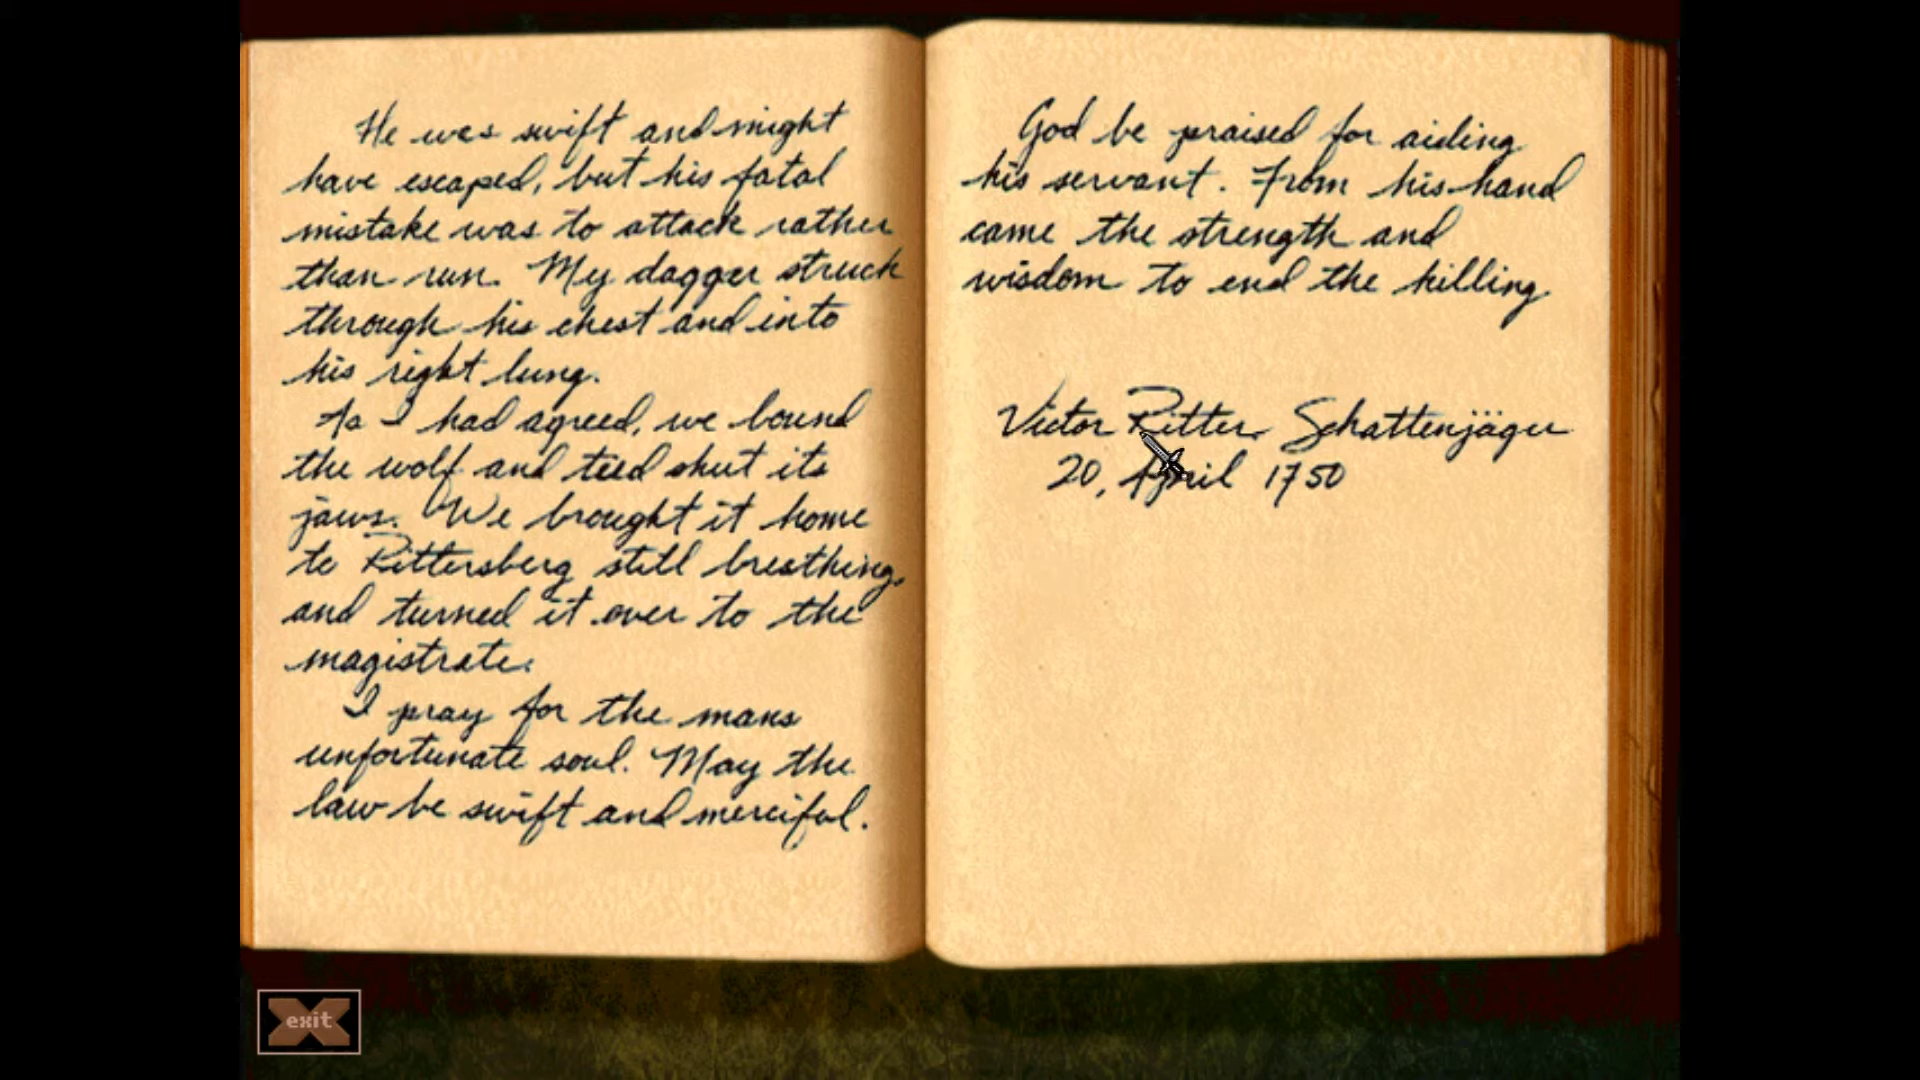 He was swift and might
have escaped, but his fatal
mistake was to attack rather
than run. My dagger struck
through his chest and into
his right lung.
As I had agreed, we bound
the wolf and tied shut its
jaws. We brought it home
to Rittersberg still breathing,
and turned it over to the
magistrate.
I pray for the mans
unfortunate soul. May the
law be swift and merciful.
God be praised for aiding
his servant. From his hand
came the strength and
wisdom to end the killing.
Victor Ritter, Schattenjäger
20, April 1750
exit